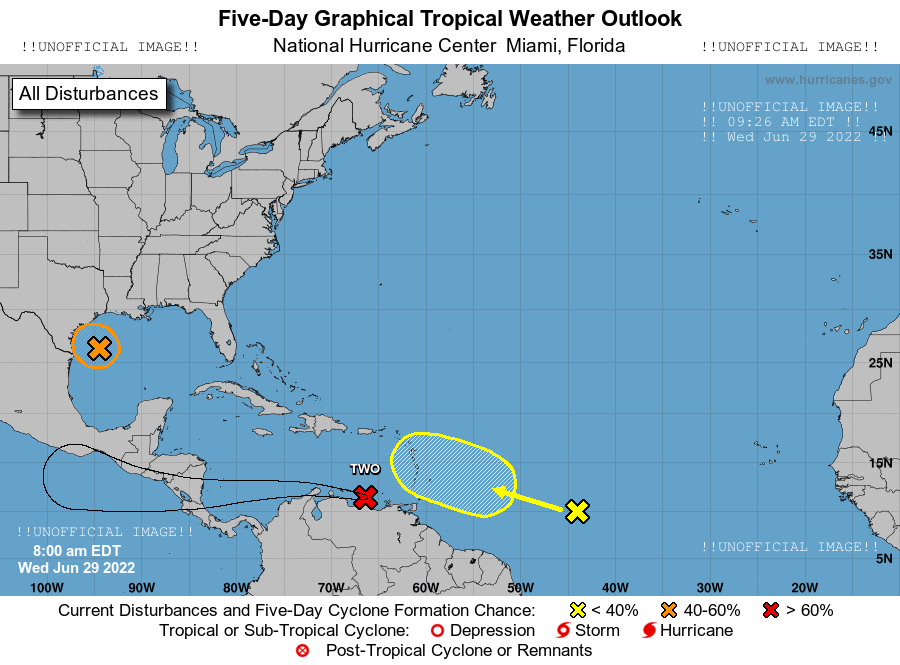 Five-Day Graphical Tropical Weather Outlook
!!UNOFFICIAL IMAGE!! National Hurricane Center Miami, Florida !!UNOFFICIAL IMAGE!!
www.hurricanes.gov
All Disturbances
!!UNOFFICIAL IMAGE!!
!! 09:26 AM EDT !!
!! Wed Jun 29 2022 !!
45N
35N
25N
15N
TWO
!!UNOFFICIAL IMAGE!!
!!UNOFFICIAL IMAGE!!
8:00 am EDT
5N
Wed Jun 29 2022
100W 90W 80W 70W 60W 50W 40W 30W 20W
Current Disturbances and Five-Day Cyclone Formation Chance: < 40% 40-60% > 60%
Tropical or Sub-Tropical Cyclone: Depression Storm Hurricane
Post-Tropical Cyclone or Remnants